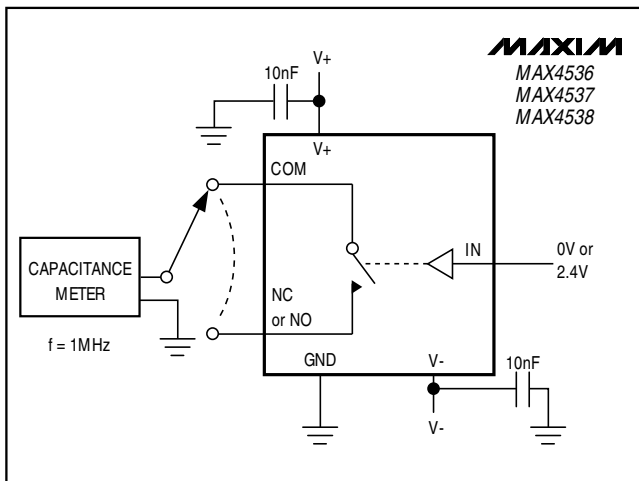 MAXIM
MAX4536
MAX4537
MAX4538
V+
10nF
V+
COM
IN
0V or
2.4V
CAPACITANCE
METER
NC
or NO
f = 1MHz
GND
V-
10nF
V-